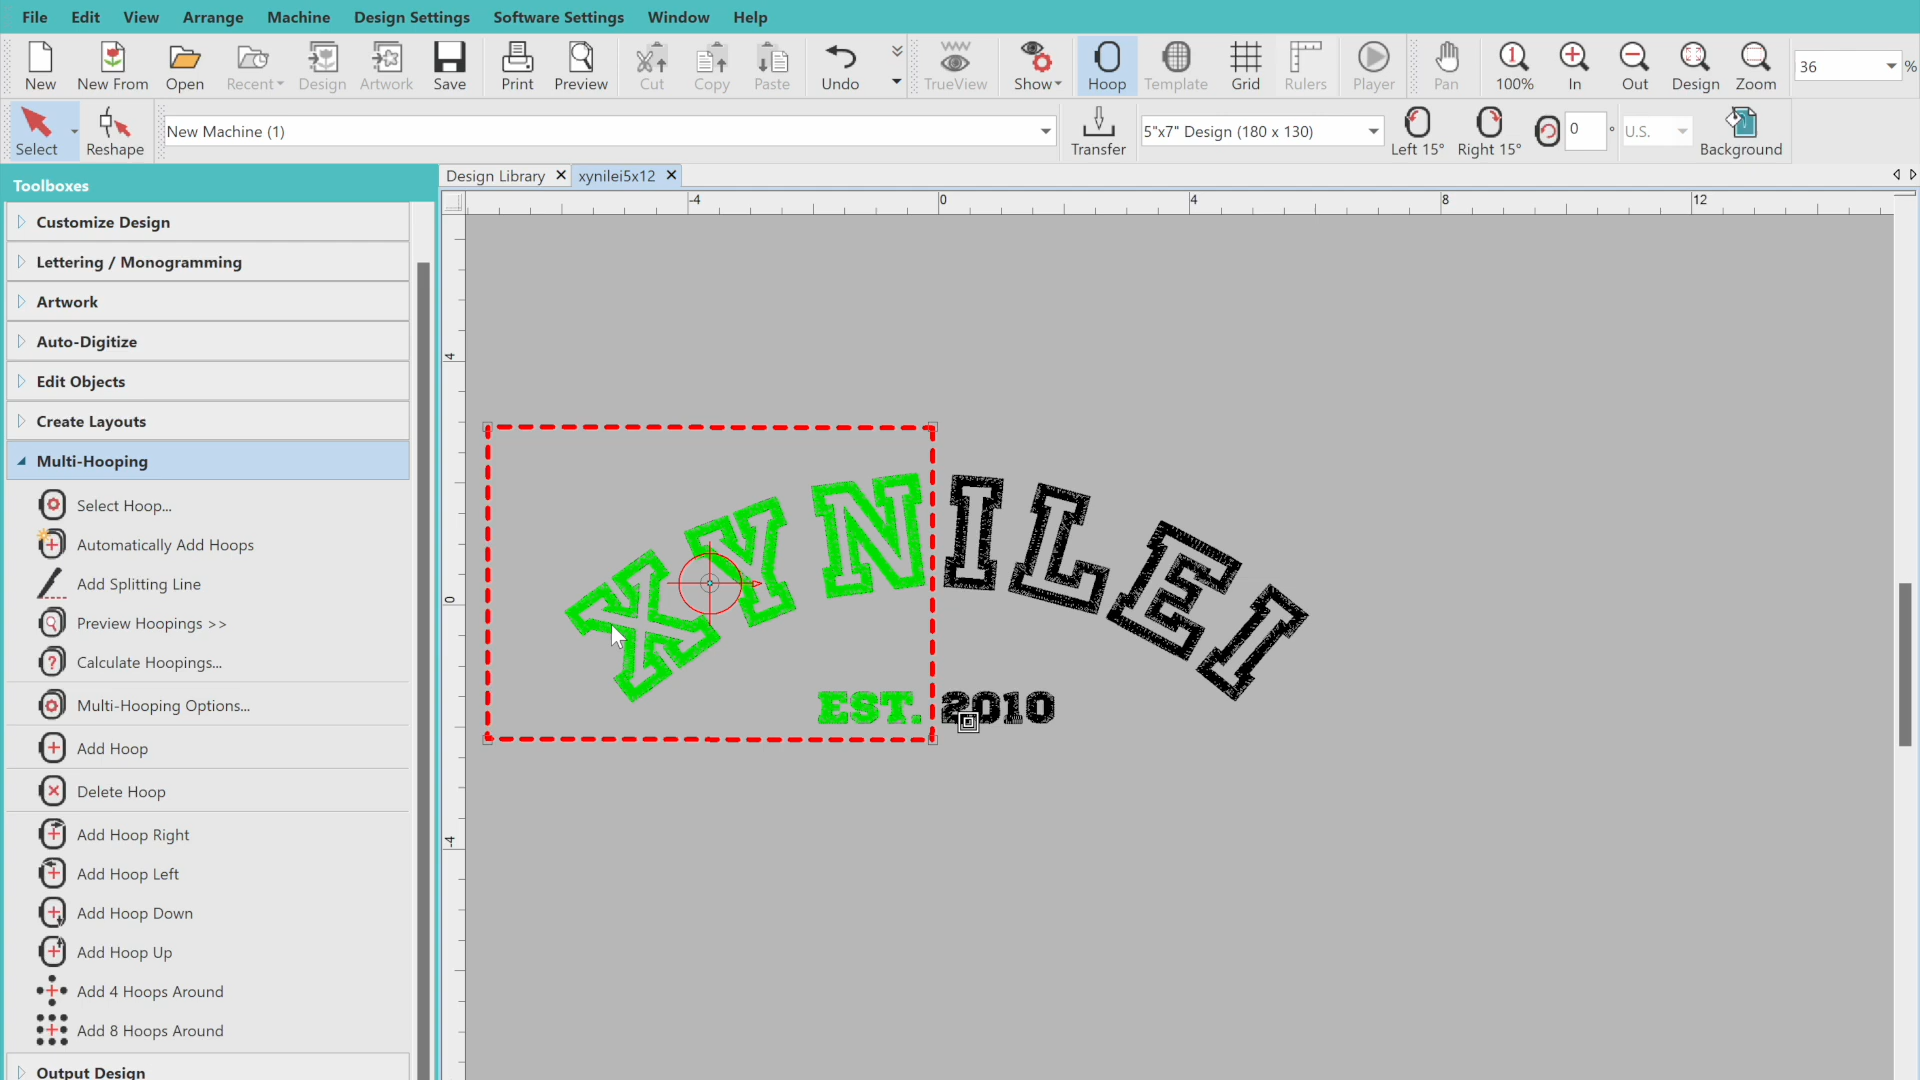 File Edit View Arrange Machine Design Settings Software Settings Window Help
New New From Open Recent Design Artwork Save Print Preview Cut Copy Paste Undo TrueView Show Hoop Template Grid Rulers Player Pan 1 100% In Out Design Zoom 36 %
Select Reshape New Machine (1) Transfer 5"x7" Design (180 x 130) Left 15° Right 15° 0 ° U.S. Background
Toolboxes
Design Library xynilei5x12
-4 0 4 8 12
Customize Design
Lettering / Monogramming
Artwork
Auto-Digitize
Edit Objects
Create Layouts
Multi-Hooping
Select Hoop...
Automatically Add Hoops
Add Splitting Line
Preview Hoopings >>
Calculate Hoopings...
Multi-Hooping Options...
Add Hoop
Delete Hoop
Add Hoop Right
Add Hoop Left
Add Hoop Down
Add Hoop Up
Add 4 Hoops Around
Add 8 Hoops Around
Output Design
4
0
-4
XYNILEI
EST. 2010